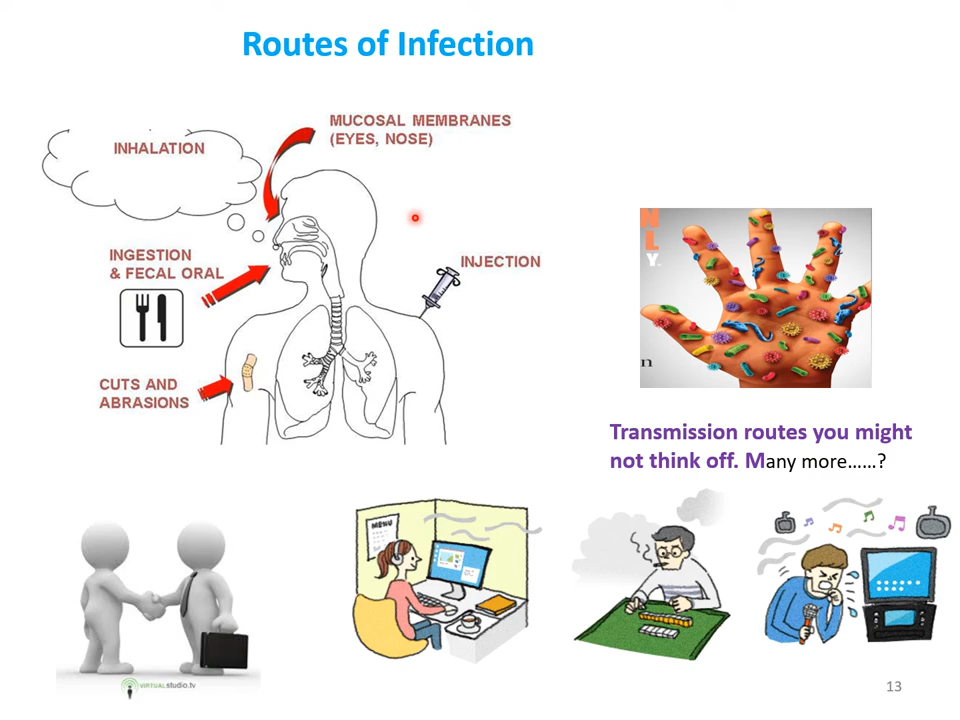 Routes of Infection
MUCOSAL MEMBRANES
(EYES, NOSE)
INHALATION
INGESTION
& FECAL ORAL
INJECTION
CUTS AND
ABRASIONS
N
L
Y.
n
Transmission routes you might
not think off. Many more……?
MENU
VIRTUALstudio.tv
13